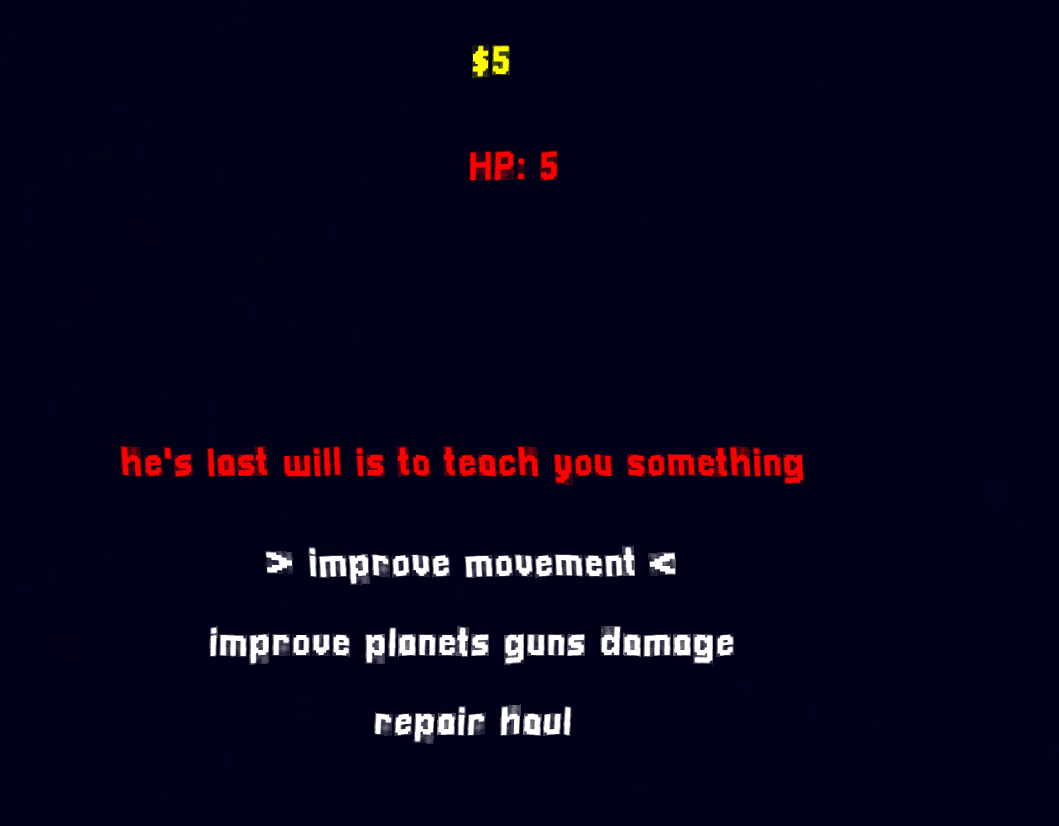 $5
HP: 5
he's last will is to teach you something
> improve movement <
improve planets guns damage
repair haul